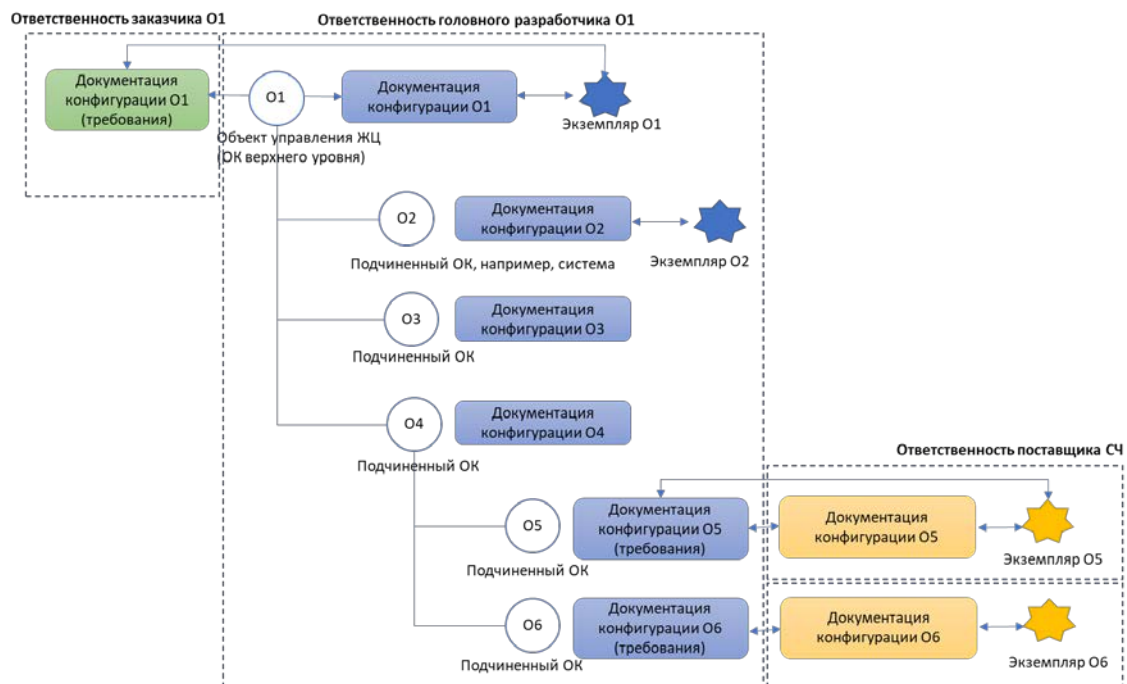 Ответственность заказчика О1
Ответственность головного разработчика О1
Документация
конфигурации О1
(требования)
О1
Документация
конфигурации О1
Экземпляр О1
Объект управления ЖЦ
(ОК верхнего уровня)
О2
Документация
конфигурации О2
Экземпляр О2
Подчиненный ОК, например, система
О3
Документация
конфигурации О3
Подчиненный ОК
О4
Документация
конфигурации О4
Подчиненный ОК
Ответственность поставщика СЧ
О5
Документация
конфигурации О5
(требования)
Документация
конфигурации О5
Экземпляр О5
Подчиненный ОК
О6
Документация
конфигурации О6
(требования)
Документация
конфигурации О6
Экземпляр О6
Подчиненный ОК